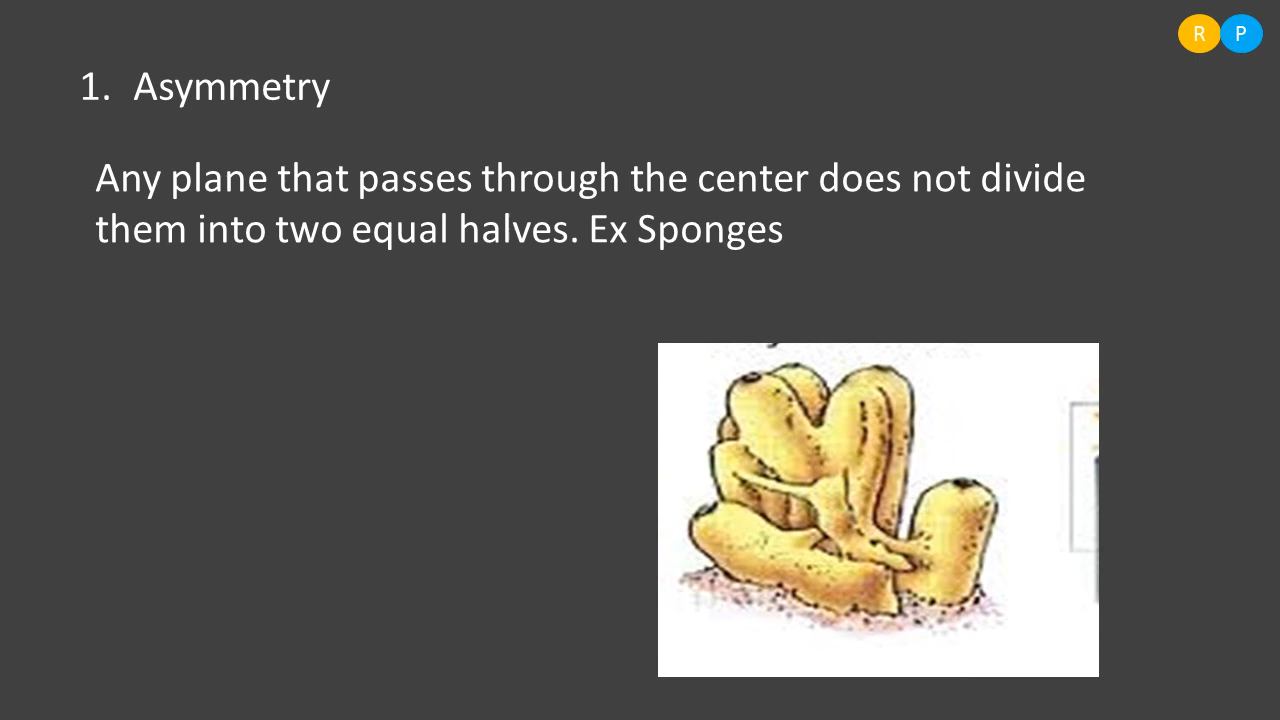 R P
1. Asymmetry
Any plane that passes through the center does not divide
them into two equal halves. Ex Sponges